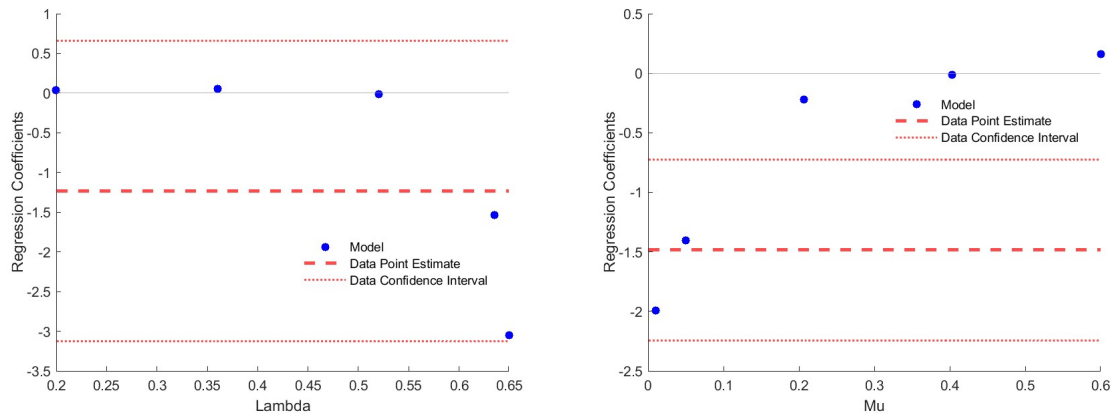 1
0.5
0
-0.5
-1
-1.5
-2
-2.5
-3
-3.5
Regression Coefficients
Model
Data Point Estimate
Data Confidence Interval
0.2 0.25 0.3 0.35 0.4 0.45 0.5 0.55 0.6 0.65
Lambda
0.5
0
-0.5
-1
-1.5
-2
-2.5
Regression Coefficients
Model
Data Point Estimate
Data Confidence Interval
0 0.1 0.2 0.3 0.4 0.5 0.6
Mu